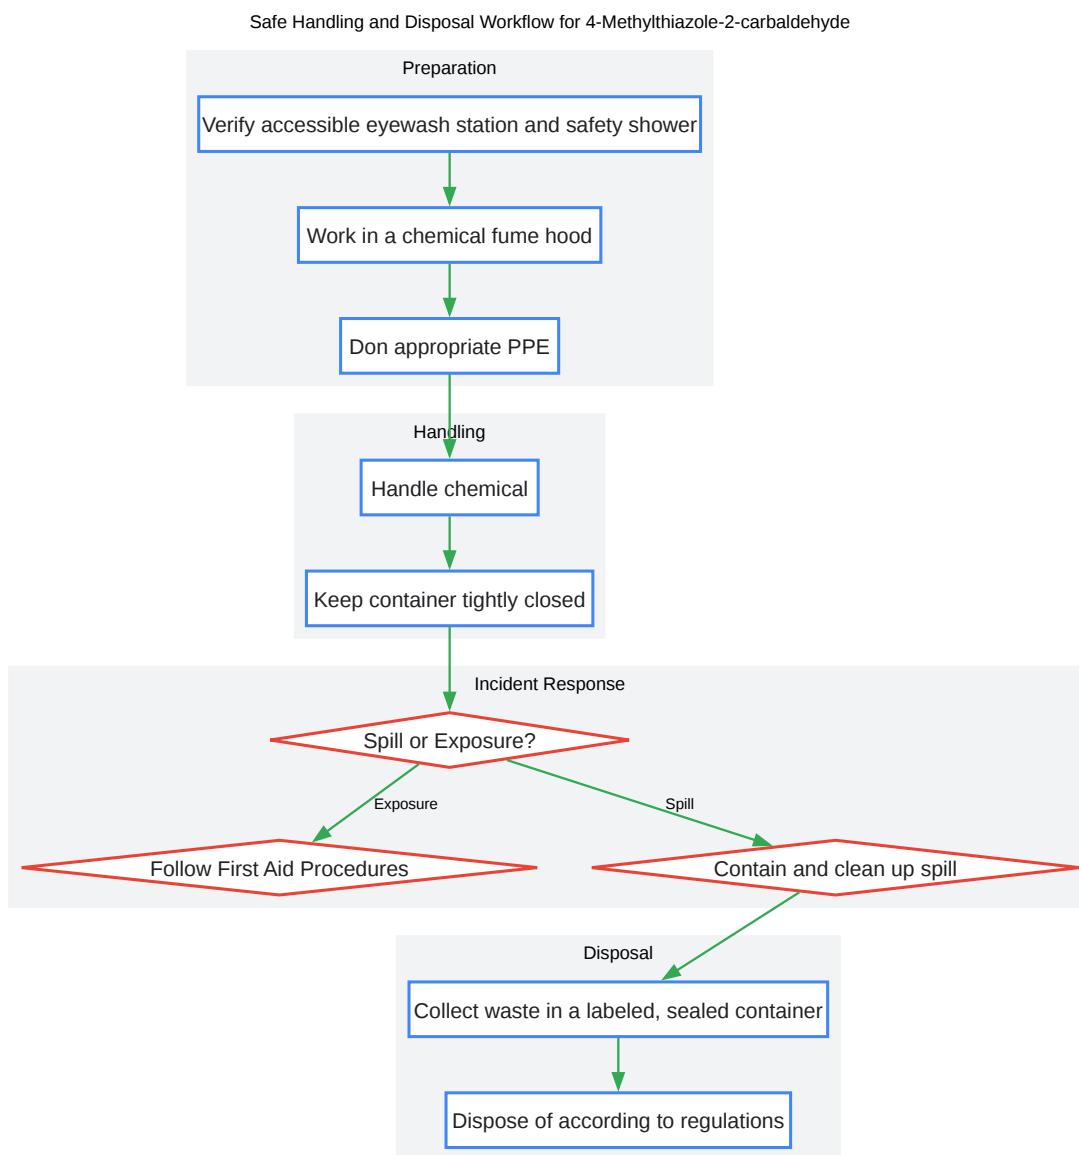 Safe Handling and Disposal Workflow for 4-Methylthiazole-2-carbaldehyde
Preparation
Verify accessible eyewash station and safety shower
Work in a chemical fume hood
Don appropriate PPE
Handling
Handle chemical
Keep container tightly closed
Incident Response
Spill or Exposure?
Exposure
Spill
Follow First Aid Procedures
Contain and clean up spill
Disposal
Collect waste in a labeled, sealed container
Dispose of according to regulations